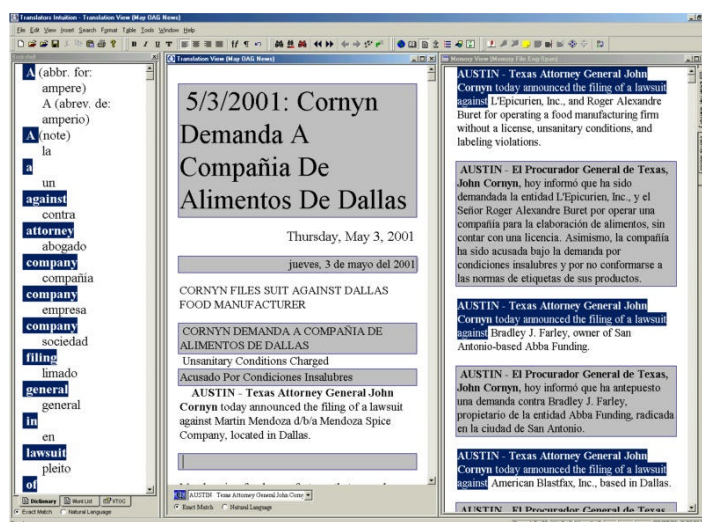 Translators Intuition - Translation View (Map OAG News)
File Edit View Insert Search Format Table Tools Window Help
Translation View (Map OAG News)
Memory View (Memory File Eng-Span)
A (abbr. for:
ampere)
A (abrev. de:
amperio)
A (note)
la
a
un
against
contra
attorney
abogado
company
compañía
company
empresa
company
sociedad
filing
limado
general
general
in
en
lawsuit
pleito
of
Dictionary Word List
Exact Match Natural Language
5/3/2001: Cornyn
Demanda A
Compañia De
Alimentos De Dallas
Thursday, May 3, 2001
jueves, 3 de mayo del 2001
CORNYN FILES SUIT AGAINST DALLAS
FOOD MANUFACTURER
CORNYN DEMANDA A COMPAÑIA DE
ALIMENTOS DE DALLAS
Unsanitary Conditions Charged
Acusado Por Condiciones Insalubres
AUSTIN - Texas Attorney General John
Cornyn today announced the filing of a lawsuit
against Martin Mendoza d/b/a Mendoza Spice
Company, located in Dallas.
AUSTIN - Texas Attorney General John Corny
Exact Match Natural Language
AUSTIN - Texas Attorney General John
Cornyn today announced the filing of a lawsuit
against L'Epicurien, Inc., and Roger Alexandre
Buret for operating a food manufacturing firm
without a license, unsanitary conditions, and
labeling violations.
AUSTIN - El Procurador General de Texas,
John Cornyn, hoy informó que ha sido
demandada la entidad L'Epicurien, Inc., y el
Señor Roger Alexandre Buret por operar una
compañía para la elaboración de alimentos, sin
contar con una licencia. Asimismo, la compañía
ha sido acusada bajo la demanda por
condiciones insalubres y por no conformarse a
las normas de etiquetas de sus productos.
AUSTIN - Texas Attorney General John
Cornyn today announced the filing of a lawsuit
against Bradley J. Farley, owner of San
Antonio-based Abba Funding.
AUSTIN - El Procurador General de Texas,
John Cornyn, hoy informó que ha antepuesto
una demanda contra Bradley J. Farley,
propietario de la entidad Abba Funding, radicada
en la ciudad de San Antonio.
AUSTIN - Texas Attorney General John
Cornyn today announced the filing of a lawsuit
against American Blastfax, Inc., based in Dallas.
AUSTIN - El Procurador General de Texas